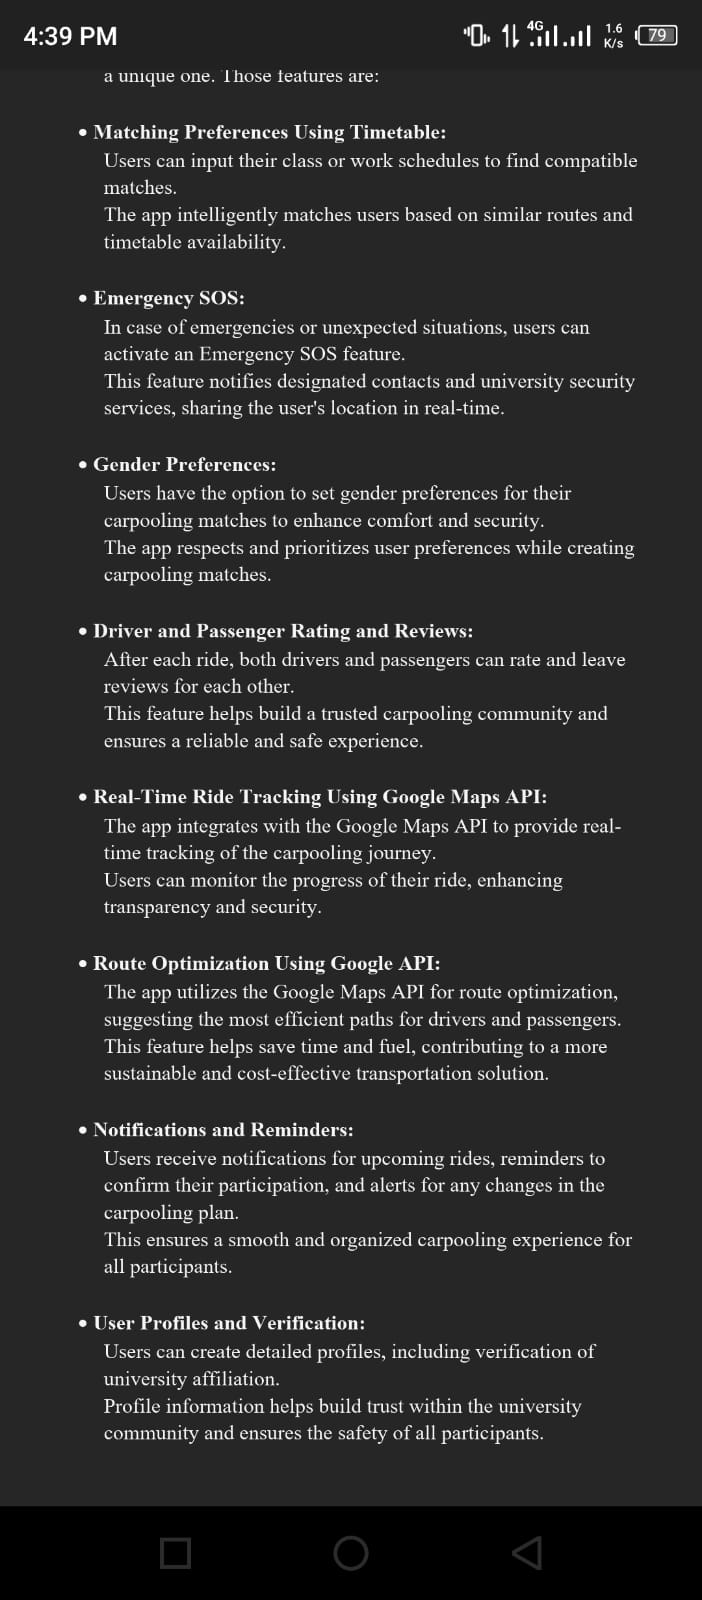 4:39 PM
4G
1.6
K/s
79
a unique one. Those features are:
• Matching Preferences Using Timetable:
Users can input their class or work schedules to find compatible
matches.
The app intelligently matches users based on similar routes and
timetable availability.
• Emergency SOS:
In case of emergencies or unexpected situations, users can
activate an Emergency SOS feature.
This feature notifies designated contacts and university security
services, sharing the user's location in real-time.
• Gender Preferences:
Users have the option to set gender preferences for their
carpooling matches to enhance comfort and security.
The app respects and prioritizes user preferences while creating
carpooling matches.
• Driver and Passenger Rating and Reviews:
After each ride, both drivers and passengers can rate and leave
reviews for each other.
This feature helps build a trusted carpooling community and
ensures a reliable and safe experience.
• Real-Time Ride Tracking Using Google Maps API:
The app integrates with the Google Maps API to provide real-
time tracking of the carpooling journey.
Users can monitor the progress of their ride, enhancing
transparency and security.
• Route Optimization Using Google API:
The app utilizes the Google Maps API for route optimization,
suggesting the most efficient paths for drivers and passengers.
This feature helps save time and fuel, contributing to a more
sustainable and cost-effective transportation solution.
• Notifications and Reminders:
Users receive notifications for upcoming rides, reminders to
confirm their participation, and alerts for any changes in the
carpooling plan.
This ensures a smooth and organized carpooling experience for
all participants.
• User Profiles and Verification:
Users can create detailed profiles, including verification of
university affiliation.
Profile information helps build trust within the university
community and ensures the safety of all participants.